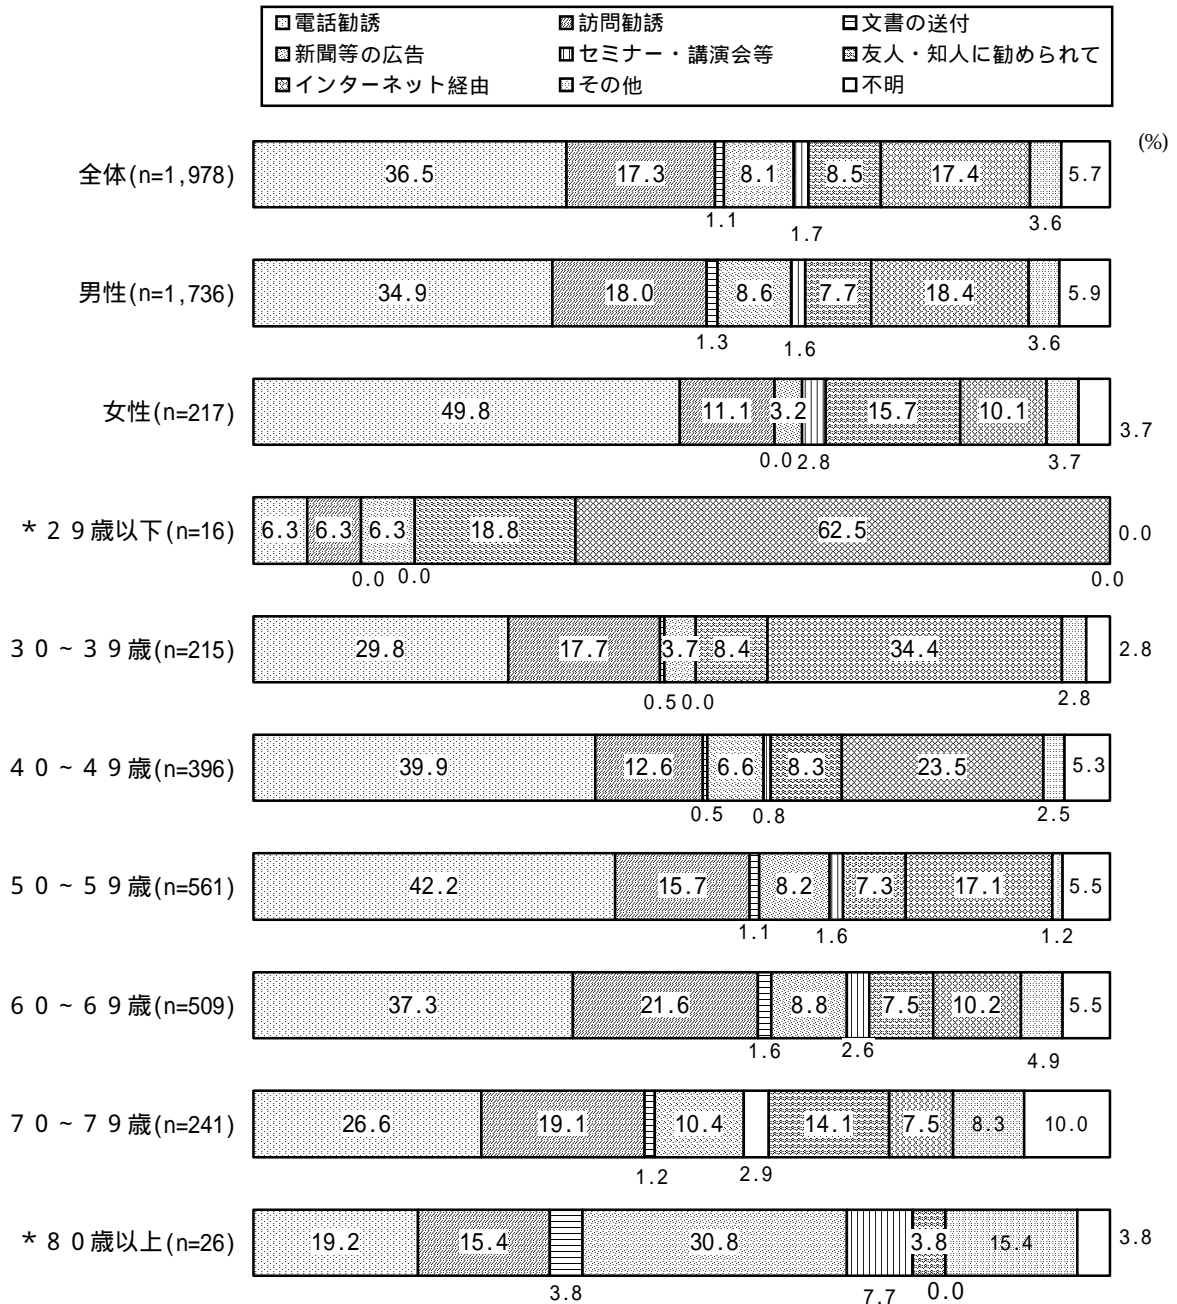 電話勧誘 訪問勧誘 文書の送付
新聞等の広告 セミナー・講演会等 友人・知人に勧められて
インターネット経由 その他 不明
(%)
全体(n=1,978) 36.5 17.3 8.1 8.5 17.4 5.7
1.1 1.7 3.6
男性(n=1,736) 34.9 18.0 8.6 7.7 18.4 5.9
1.3 1.6 3.6
女性(n=217) 49.8 11.1 3.2 15.7 10.1 3.7
0.0 2.8 3.7
*29歳以下(n=16) 6.3 6.3 6.3 18.8 62.5 0.0
0.0 0.0 0.0
30~39歳(n=215) 29.8 17.7 3.7 8.4 34.4 2.8
0.5 0.0 2.8
40~49歳(n=396) 39.9 12.6 6.6 8.3 23.5 5.3
0.5 0.8 2.5
50~59歳(n=561) 42.2 15.7 8.2 7.3 17.1 5.5
1.1 1.6 1.2
60~69歳(n=509) 37.3 21.6 8.8 7.5 10.2 5.5
1.6 2.6 4.9
70~79歳(n=241) 26.6 19.1 10.4 14.1 7.5 8.3 10.0
1.2 2.9
*80歳以上(n=26) 19.2 15.4 30.8 3.8 15.4 3.8
3.8 7.7 0.0